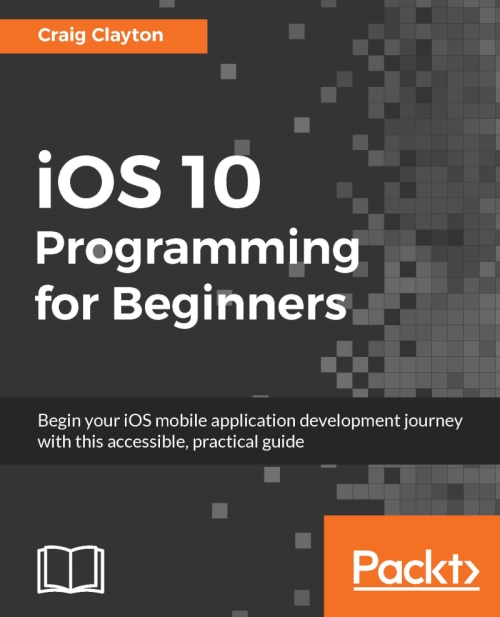 Craig Clayton
iOS 10
Programming
for Beginners
Begin your iOS mobile application development journey
with this accessible, practical guide
Packt>